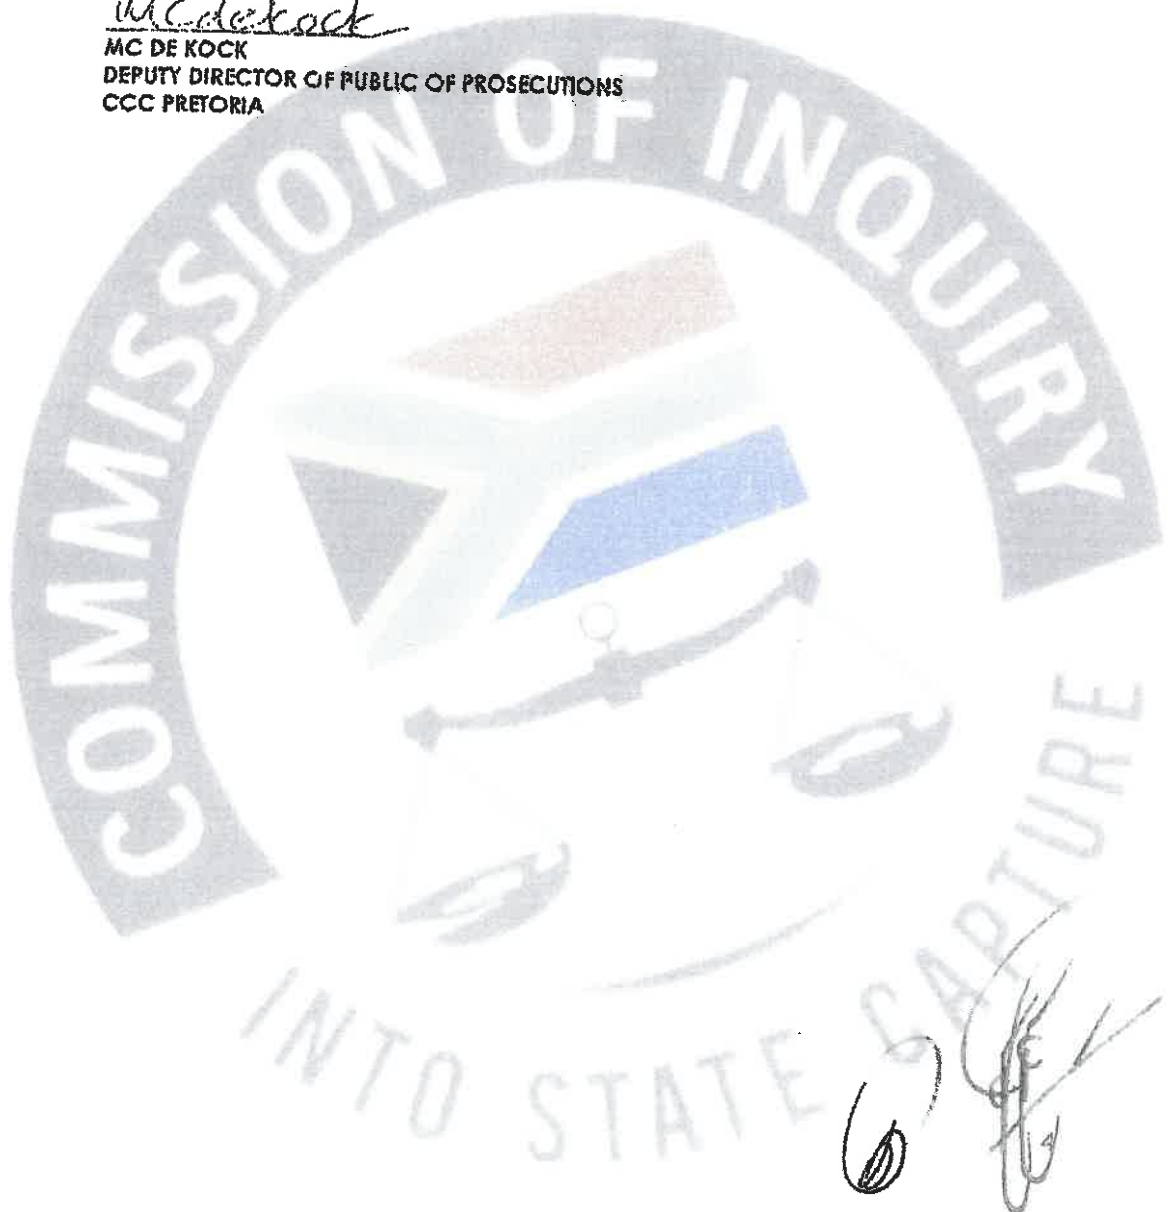 MCdekock
MC DE KOCK
DEPUTY DIRECTOR OF PUBLIC OF PROSECUTIONS
CCC PRETORIA
COMMISSION OF INQUIRY
INTO STATE CAPTURE